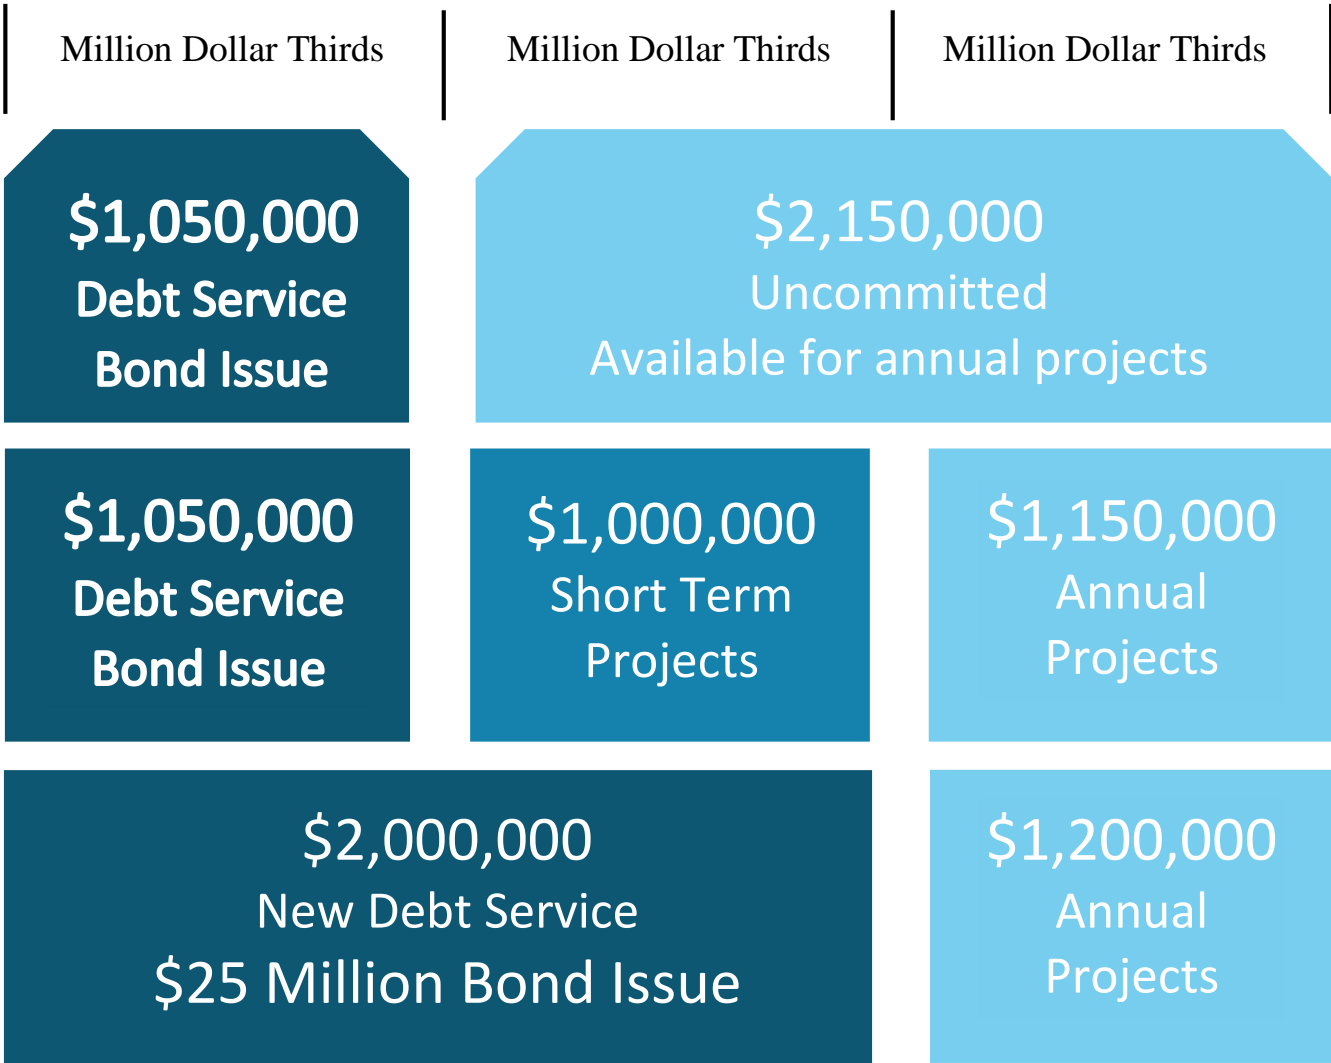 Million Dollar Thirds
Million Dollar Thirds
Million Dollar Thirds
$1,050,000
Debt Service
Bond Issue
$2,150,000
Uncommitted
Available for annual projects
$1,050,000
Debt Service
Bond Issue
$1,000,000
Short Term
Projects
$1,150,000
Annual
Projects
$2,000,000
New Debt Service
$25 Million Bond Issue
$1,200,000
Annual
Projects